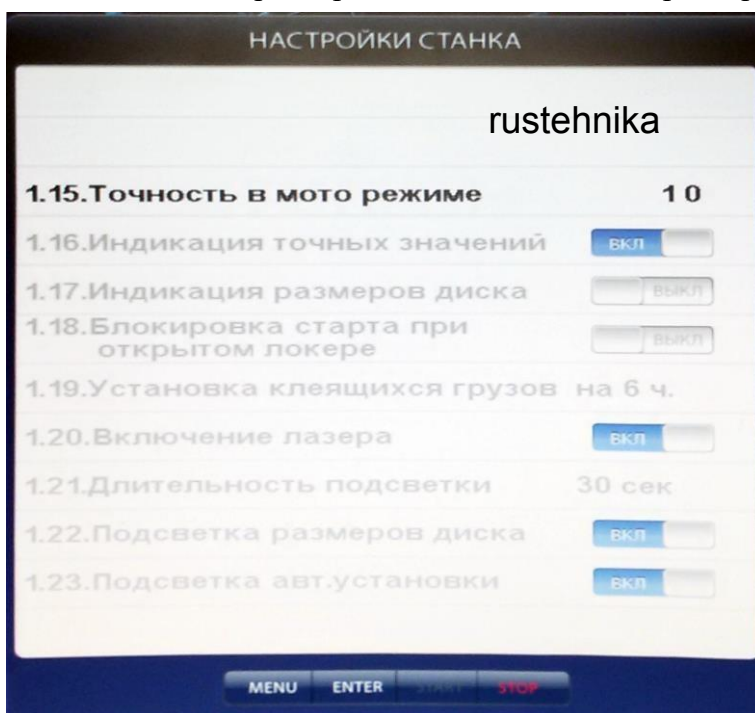 НАСТРОЙКИ СТАНКА
rustehnika
1.15.Точность в мото режиме 10
1.16.Индикация точных значений ВКЛ
1.17.Индикация размеров диска ВЫКЛ
1.18.Блокировка старта при
открытом локере ВЫКЛ
1.19.Установка клеящихся грузов на 6 ч.
1.20.Включение лазера ВКЛ
1.21.Длительность подсветки 30 сек
1.22.Подсветка размеров диска ВКЛ
1.23.Подсветка авт.установки ВКЛ
MENU ENTER START STOP